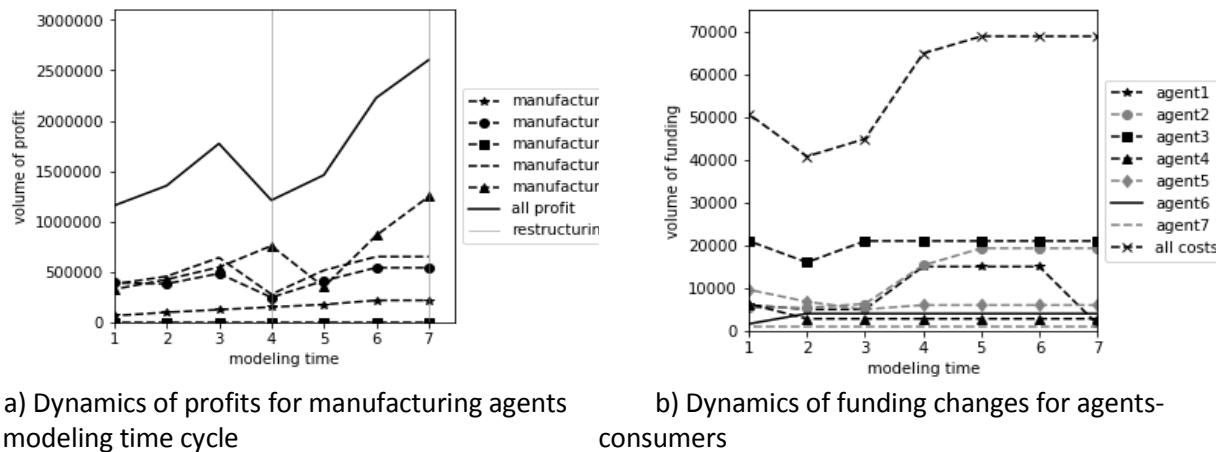 3000000
2500000
2000000
1500000
1000000
500000
0
volume of profit
1 2 3 4 5 6 7
modeling time
manufactur
manufactur
manufactur
manufactur
manufactur
all profit
restructurin
70000
60000
50000
40000
30000
20000
10000
0
volume of funding
1 2 3 4 5 6 7
modeling time
agent1
agent2
agent3
agent4
agent5
agent6
agent7
all costs
a) Dynamics of profits for manufacturing agents
modeling time cycle
b) Dynamics of funding changes for agents-
consumers